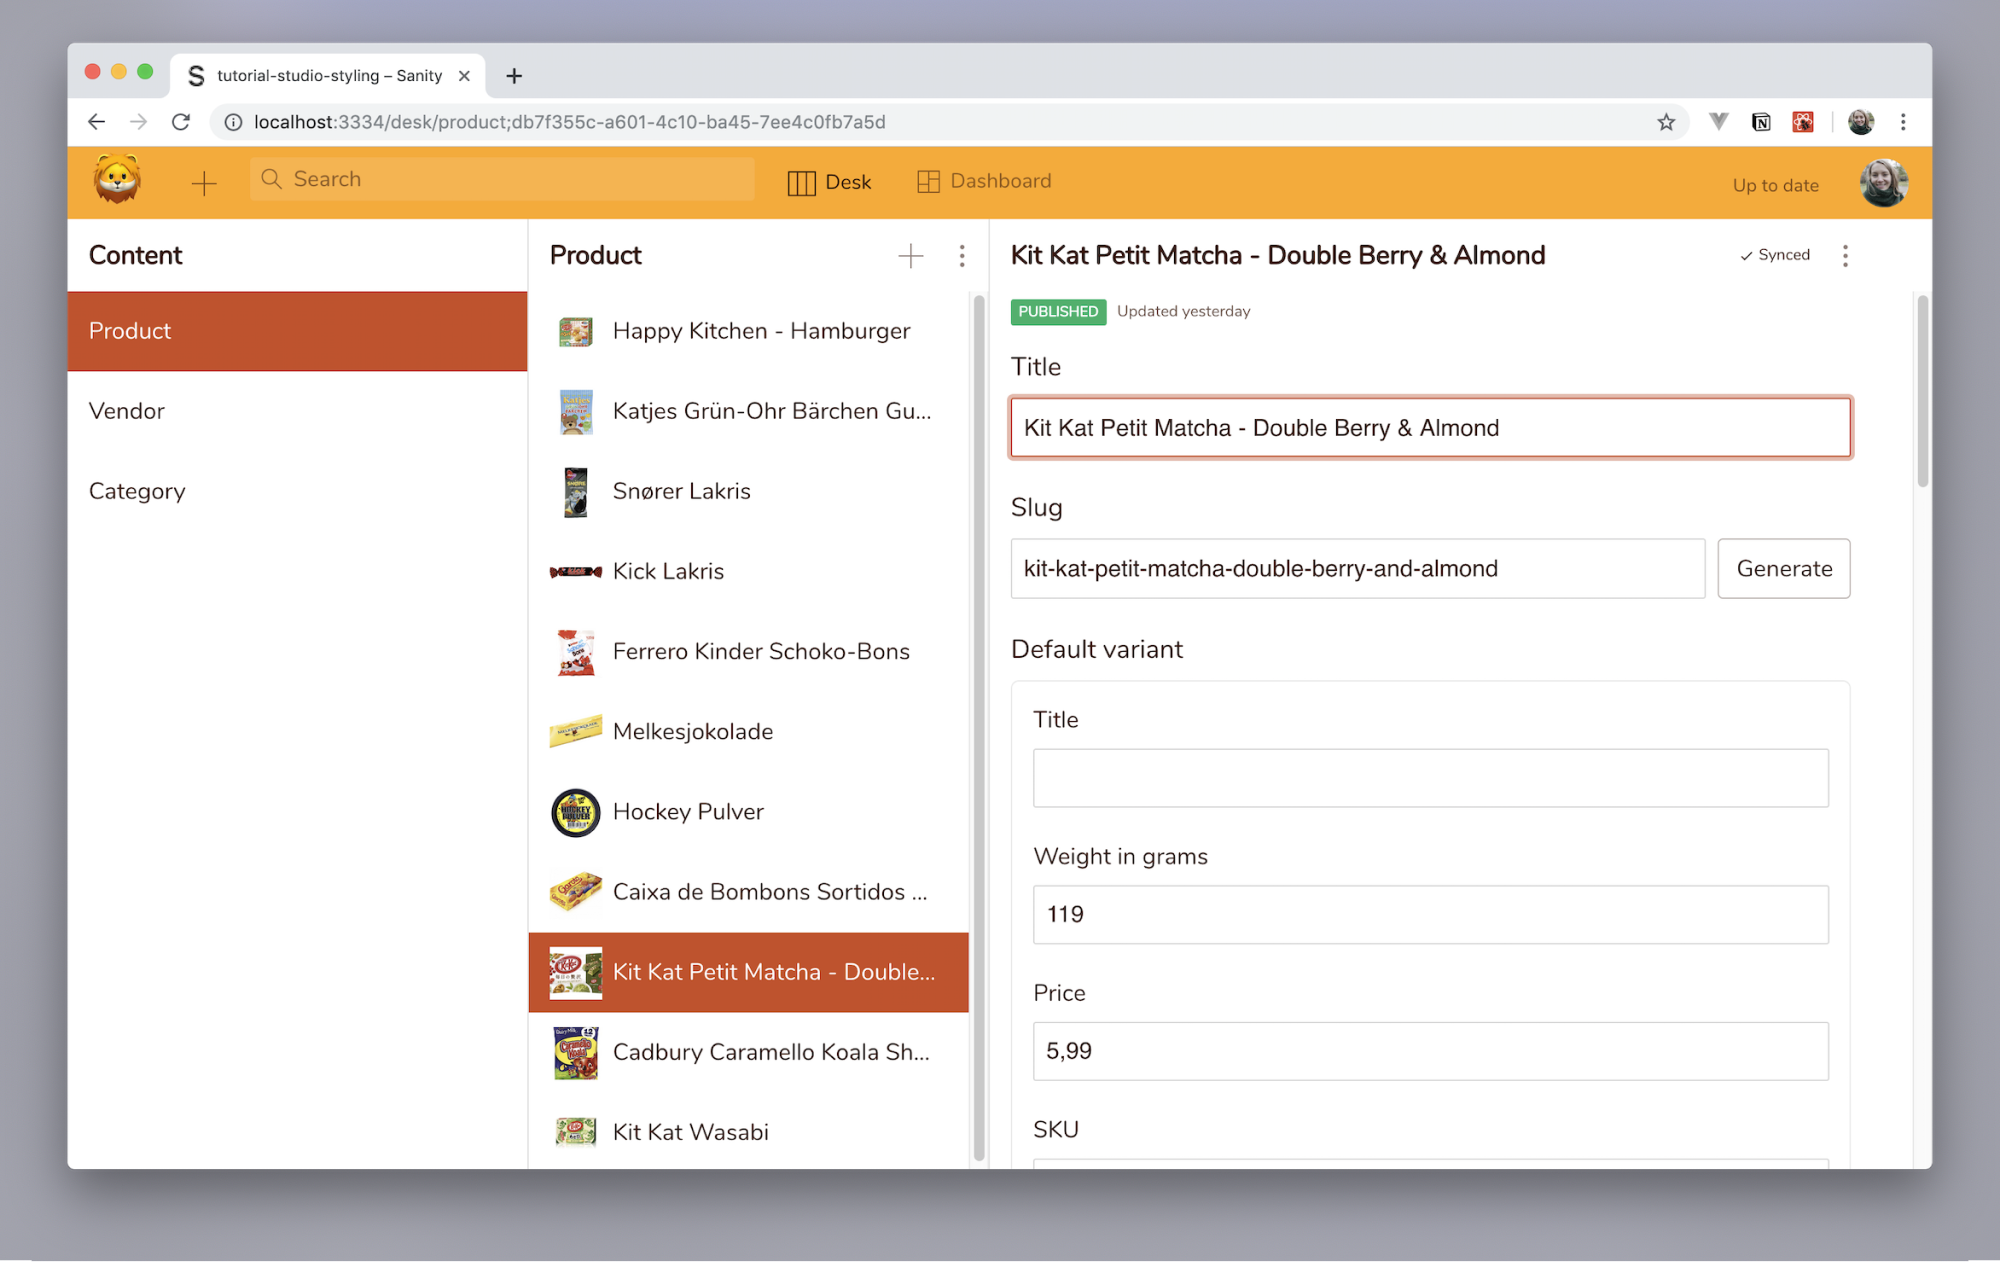 tutorial-studio-styling – Sanity
localhost:3334/desk/product;db7f355c-a601-4c10-ba45-7ee4c0fb7a5d
Search
Desk
Dashboard
Up to date
Content
Product
Vendor
Category
Product
Happy Kitchen - Hamburger
Katjes Grün-Ohr Bärchen Gu...
Snører Lakris
Kick Lakris
Ferrero Kinder Schoko-Bons
Melkesjokolade
HOCKEY
PULVER
Hockey Pulver
Caixa de Bombons Sortidos ...
Kit Kat Petit Matcha - Double...
Cadbury Caramello Koala Sh...
Kit Kat Wasabi
Kit Kat Petit Matcha - Double Berry & Almond
Synced
PUBLISHED
Updated yesterday
Title
Kit Kat Petit Matcha - Double Berry & Almond
Slug
kit-kat-petit-matcha-double-berry-and-almond
Generate
Default variant
Title
Weight in grams
119
Price
5,99
SKU